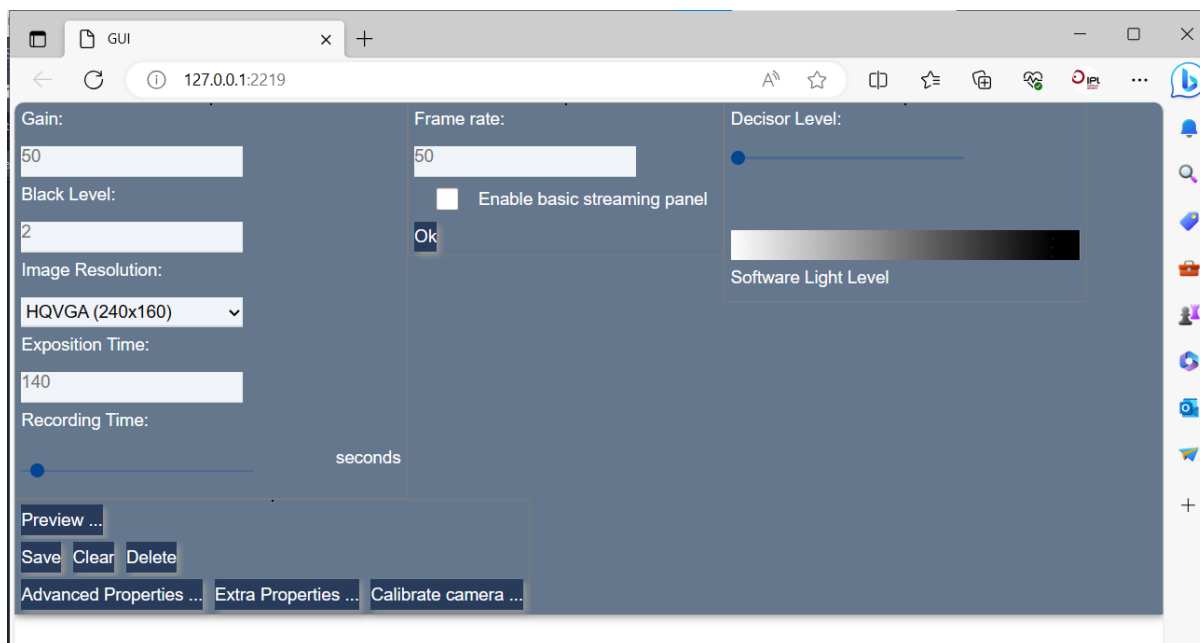 GUI
127.0.0.1:2219
IPL
Gain:
50
Black Level:
2
Image Resolution:
HQVGA (240x160)
Exposition Time:
140
Recording Time:
seconds
Frame rate:
50
Enable basic streaming panel
Ok
Decisor Level:
Software Light Level
Preview ...
Save Clear Delete
Advanced Properties ... Extra Properties ... Calibrate camera ...